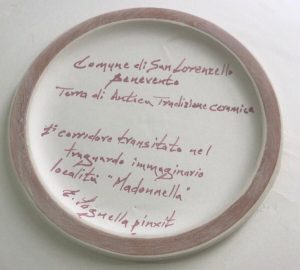 Comune di San Lorenzello
Benevento
Terra di Antica Tradizione ceramica
1° corridore transitato nel
traguardo immaginario
località "Madonnella"
pinxit